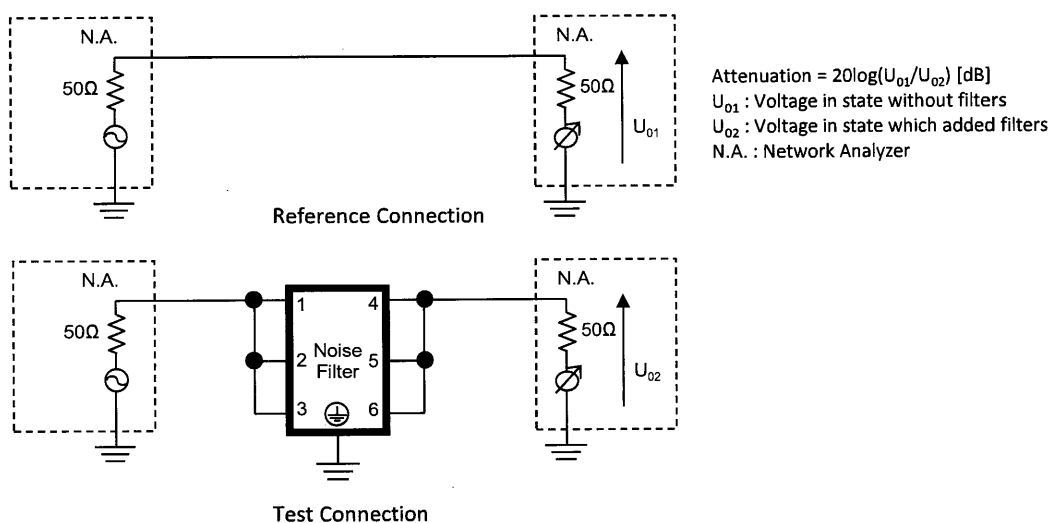 N.A.
50Ω
N.A.
50Ω
U01
Attenuation = 20log(U01/U02) [dB]
U01 : Voltage in state without filters
U02 : Voltage in state which added filters
N.A. : Network Analyzer
Reference Connection
N.A.
50Ω
1
4
2
Noise
Filter
5
3
6
N.A.
50Ω
U02
Test Connection